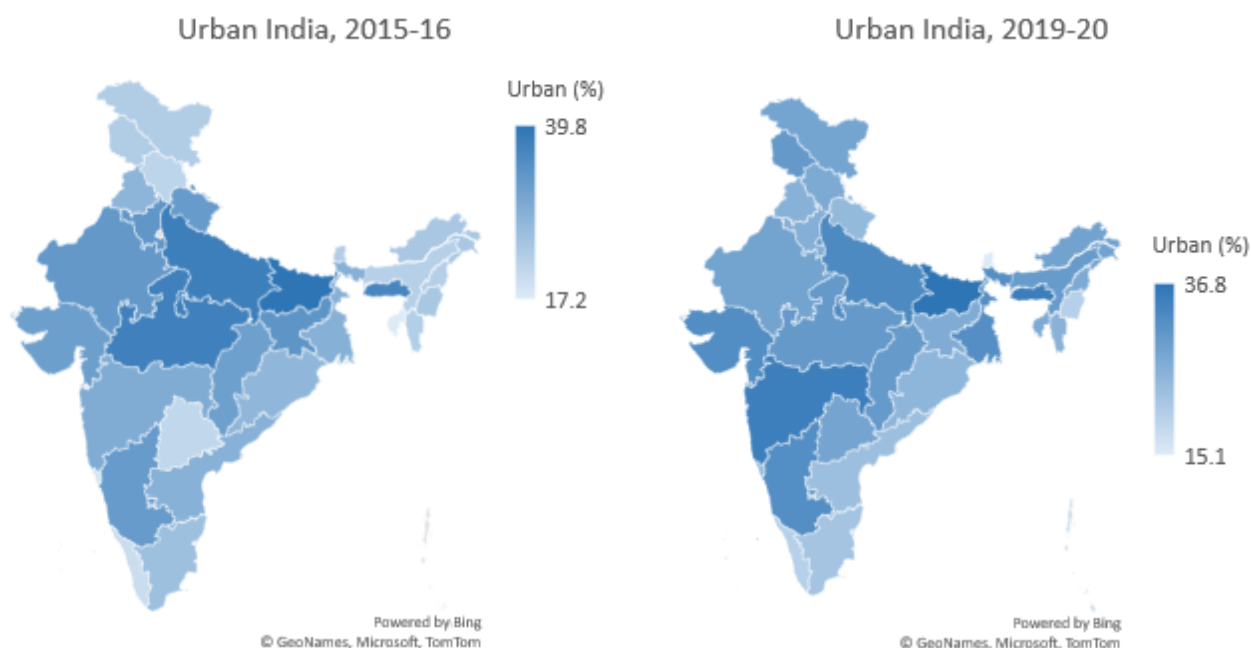 Urban India, 2015-16
Urban (%)
39.8
17.2
Powered by Bing
© GeoNames, Microsoft, TomTom
Urban India, 2019-20
Urban (%)
36.8
15.1
Powered by Bing
© GeoNames, Microsoft, TomTom